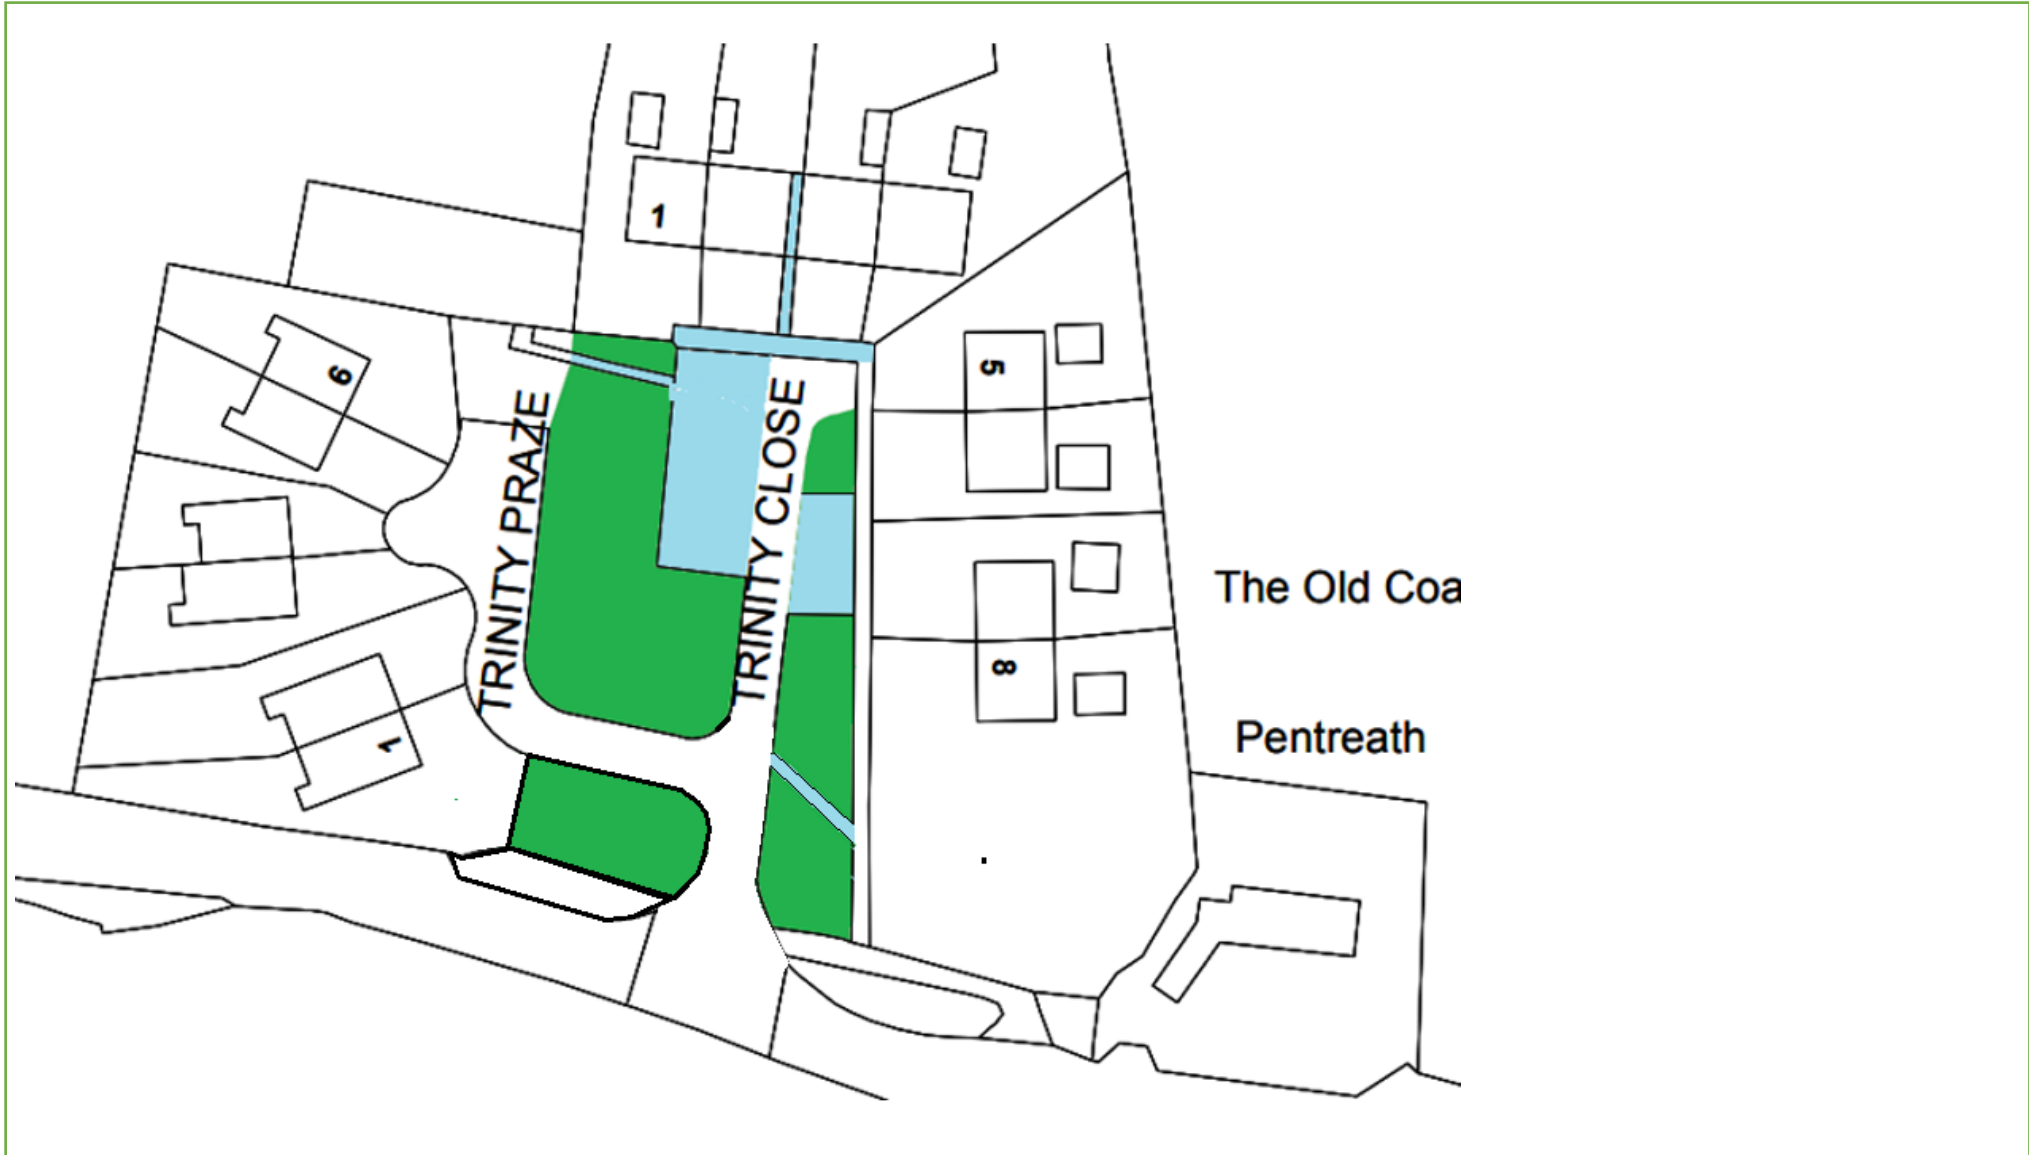 1
6
5
TRINITY PRAZE
TRINITY CLOSE
The Old Coa
8
1
Pentreath